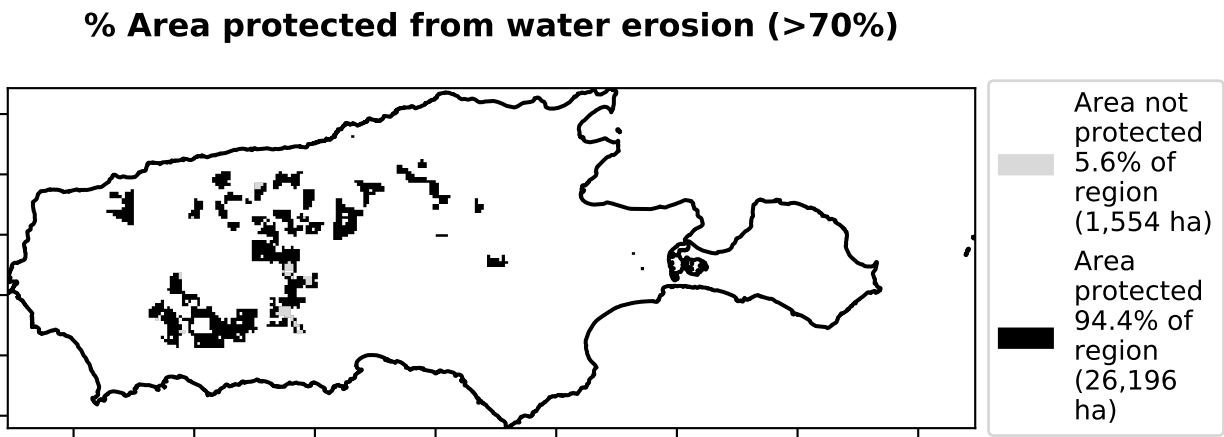 % Area protected from water erosion (>70%)
Area not
protected
5.6% of
region
(1,554 ha)
Area
protected
94.4% of
region
(26,196
ha)